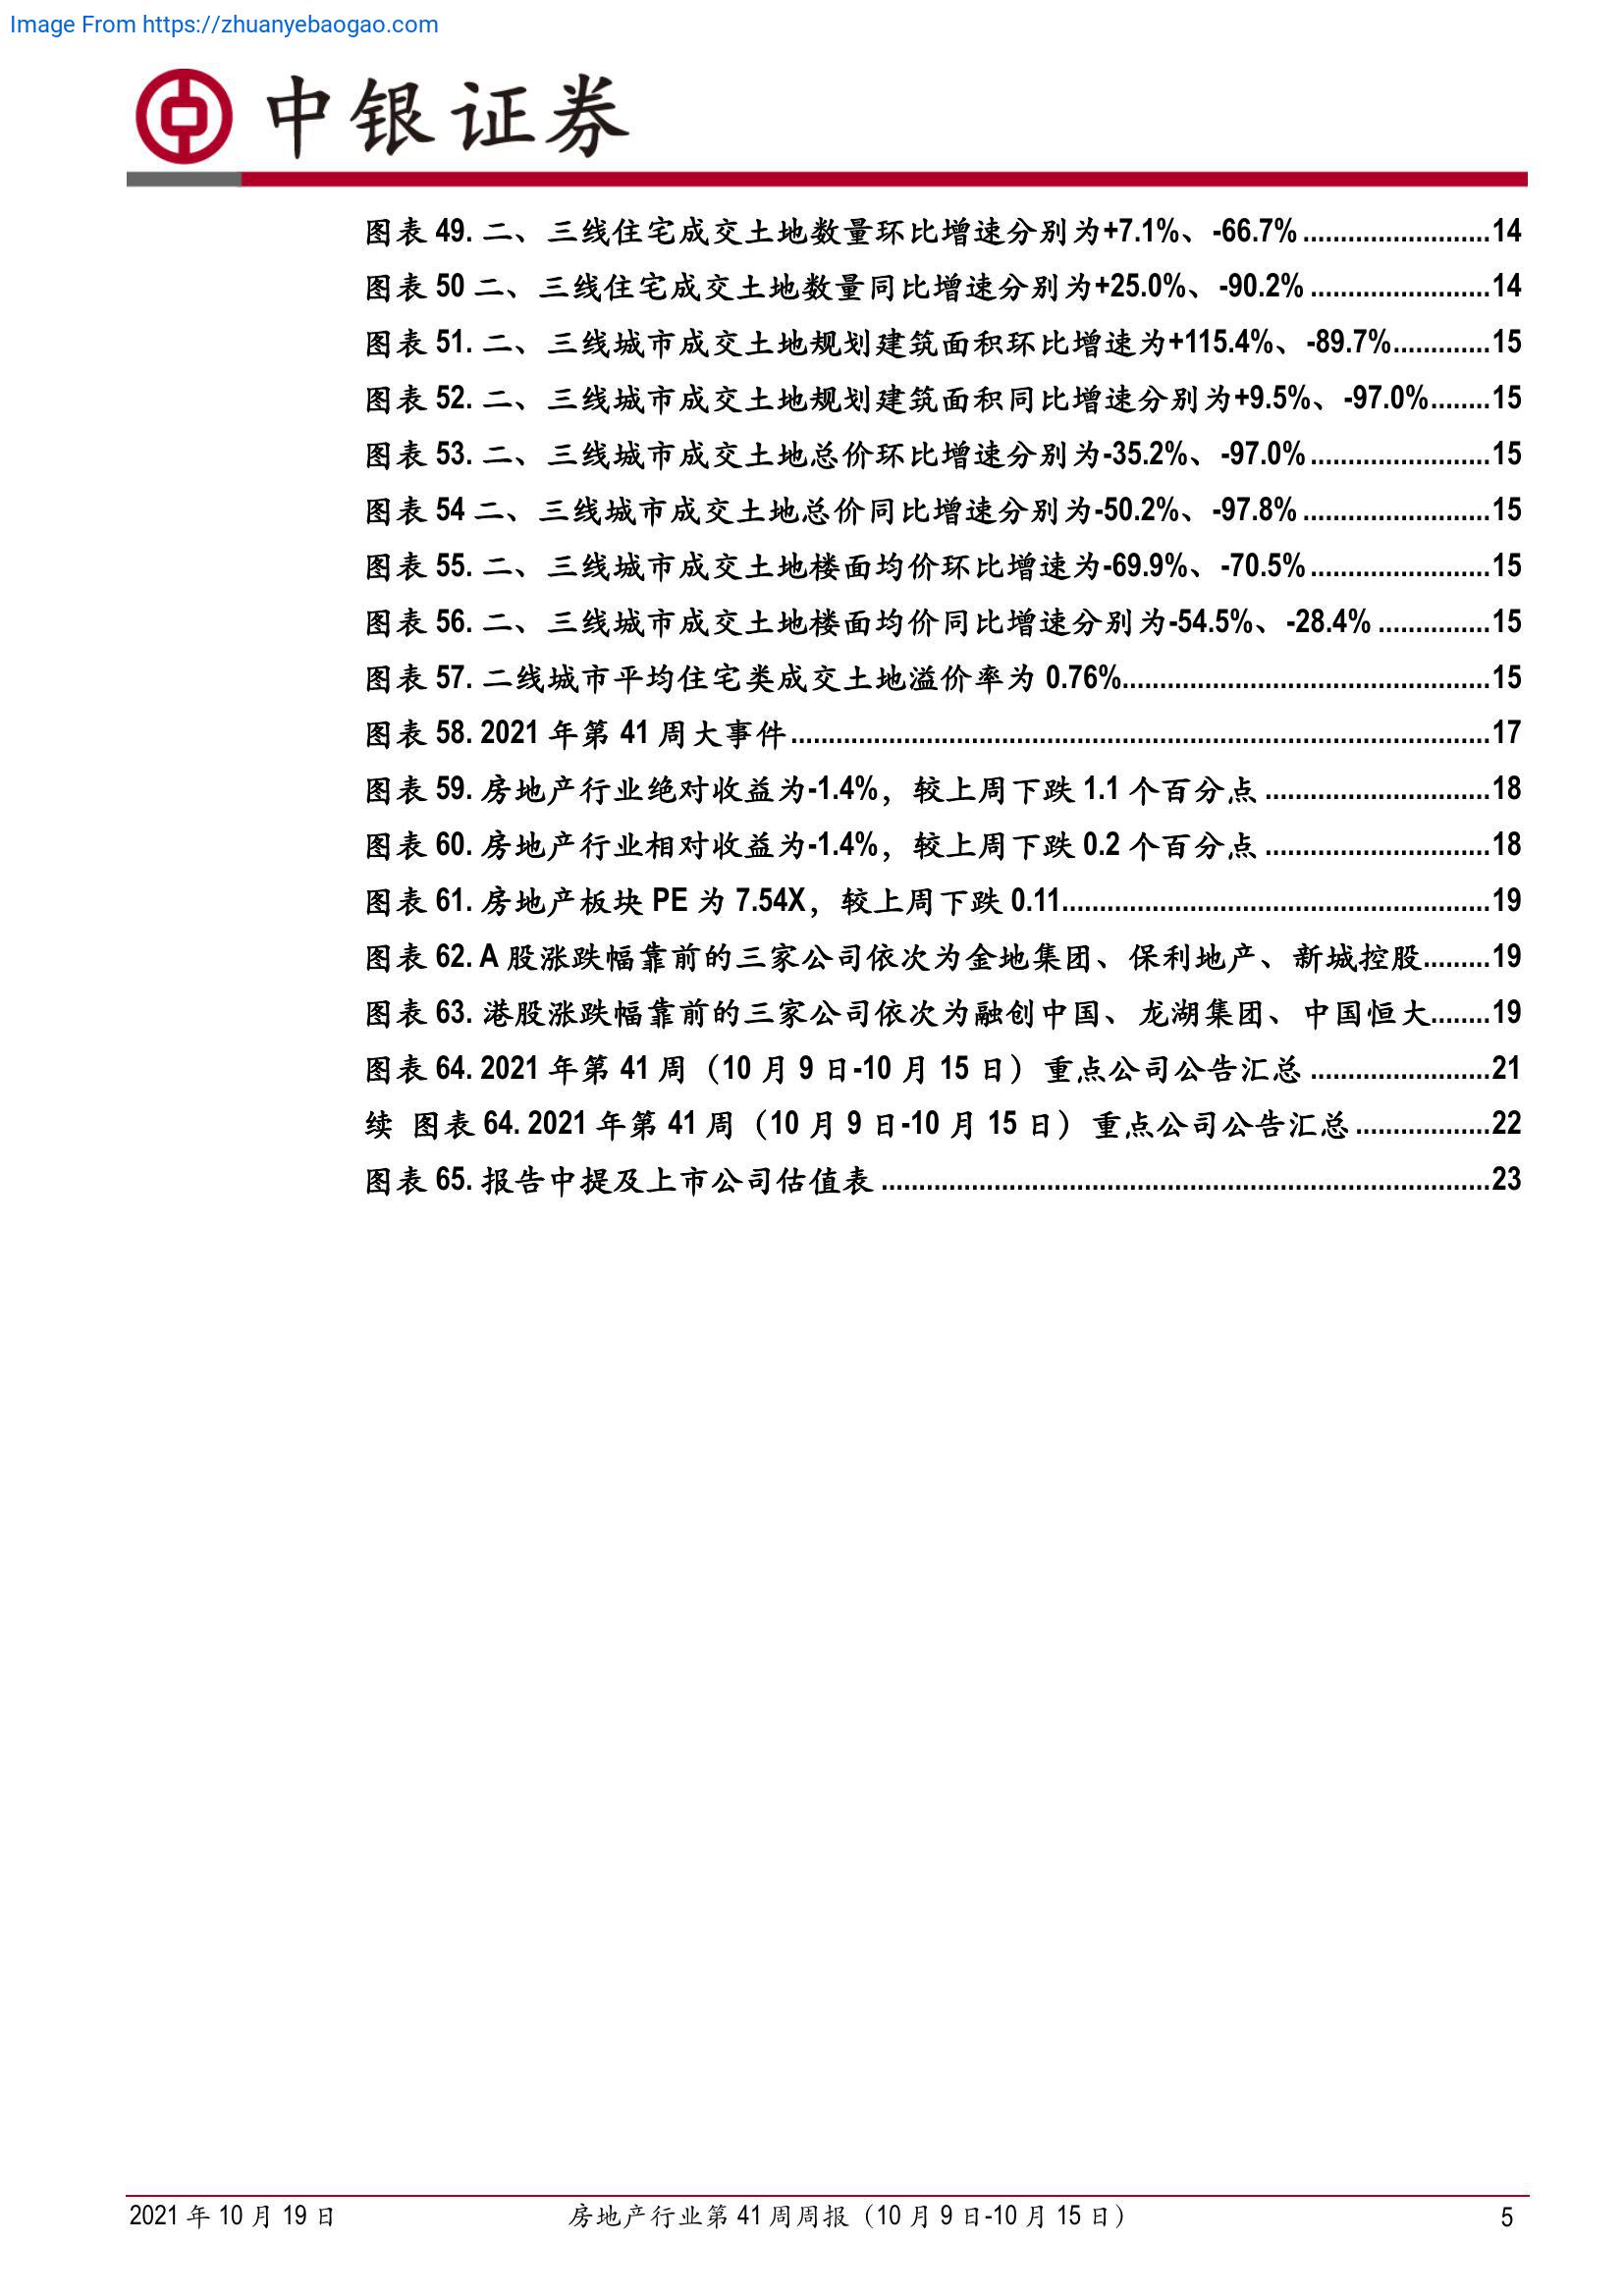 Image From https://zhuanyebaogao.com
中银证券
图表 49. 二、三线住宅成交土地数量环比增速分别为+7.1%、-66.7%.........................14
图表 50 二、三线住宅成交土地数量同比增速分别为+25.0%、-90.2%........................14
图表 51. 二、三线城市成交土地规划建筑面积环比增速为+115.4%、-89.7%.............15
图表 52. 二、三线城市成交土地规划建筑面积同比增速分别为+9.5%、-97.0%........15
图表 53. 二、三线城市成交土地总价环比增速分别为-35.2%、-97.0%........................15
图表 54 二、三线城市成交土地总价同比增速分别为-50.2%、-97.8%.........................15
图表 55. 二、三线城市成交土地楼面均价环比增速为-69.9%、-70.5%........................15
图表 56. 二、三线城市成交土地楼面均价同比增速分别为-54.5%、-28.4%...............15
图表 57. 二线城市平均住宅类成交土地溢价率为 0.76%.................................................15
图表 58. 2021 年第 41 周大事件.............................................................................................17
图表 59. 房地产行业绝对收益为-1.4%，较上周下跌 1.1 个百分点..............................18
图表 60. 房地产行业相对收益为-1.4%，较上周下跌 0.2 个百分点..............................18
图表 61. 房地产板块 PE 为 7.54X，较上周下跌 0.11.........................................................19
图表 62. A 股涨跌幅靠前的三家公司依次为金地集团、保利地产、新城控股.........19
图表 63. 港股涨跌幅靠前的三家公司依次为融创中国、龙湖集团、中国恒大........19
图表 64. 2021 年第 41 周（10 月 9 日-10 月 15 日）重点公司公告汇总........................21
续 图表 64. 2021 年第 41 周（10 月 9 日-10 月 15 日）重点公司公告汇总..................22
图表 65. 报告中提及上市公司估值表.................................................................................23
2021 年 10 月 19 日
房地产行业第 41 周周报（10 月 9 日-10 月 15 日）
5